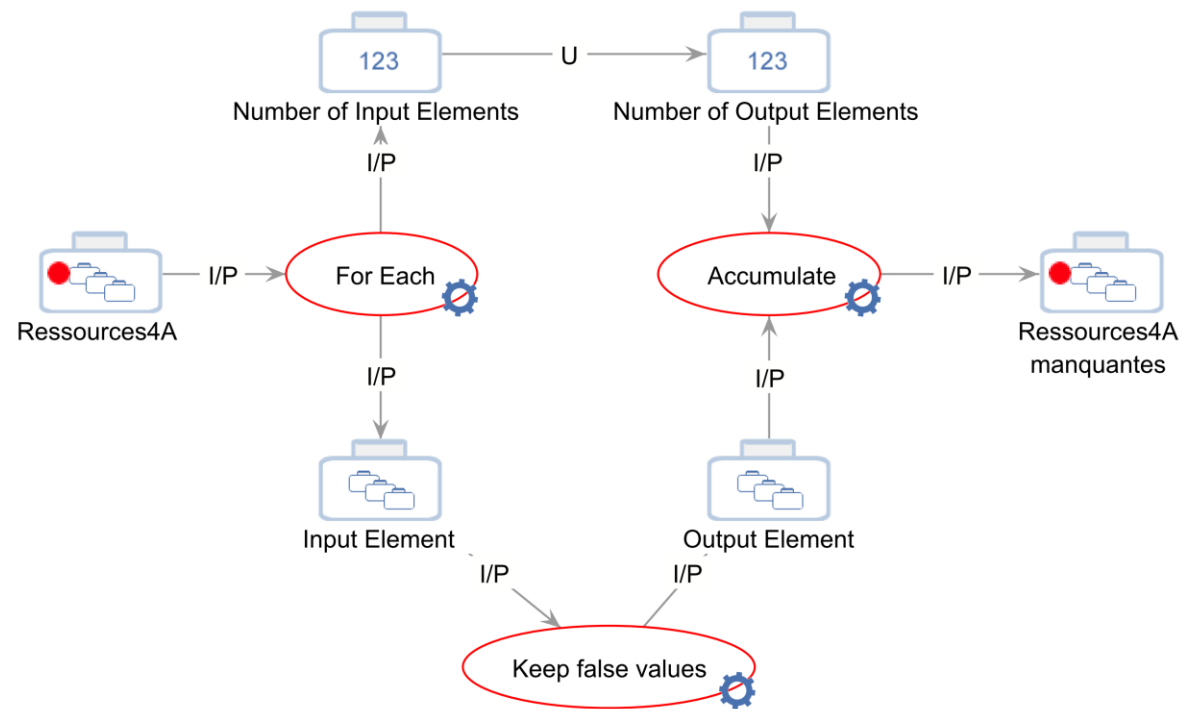 123
U
123
Number of Input Elements
Number of Output Elements
I/P
I/P
I/P
For Each
Accumulate
I/P
Ressources4A
Ressources4A
manquantes
I/P
I/P
Input Element
Output Element
I/P
I/P
Keep false values